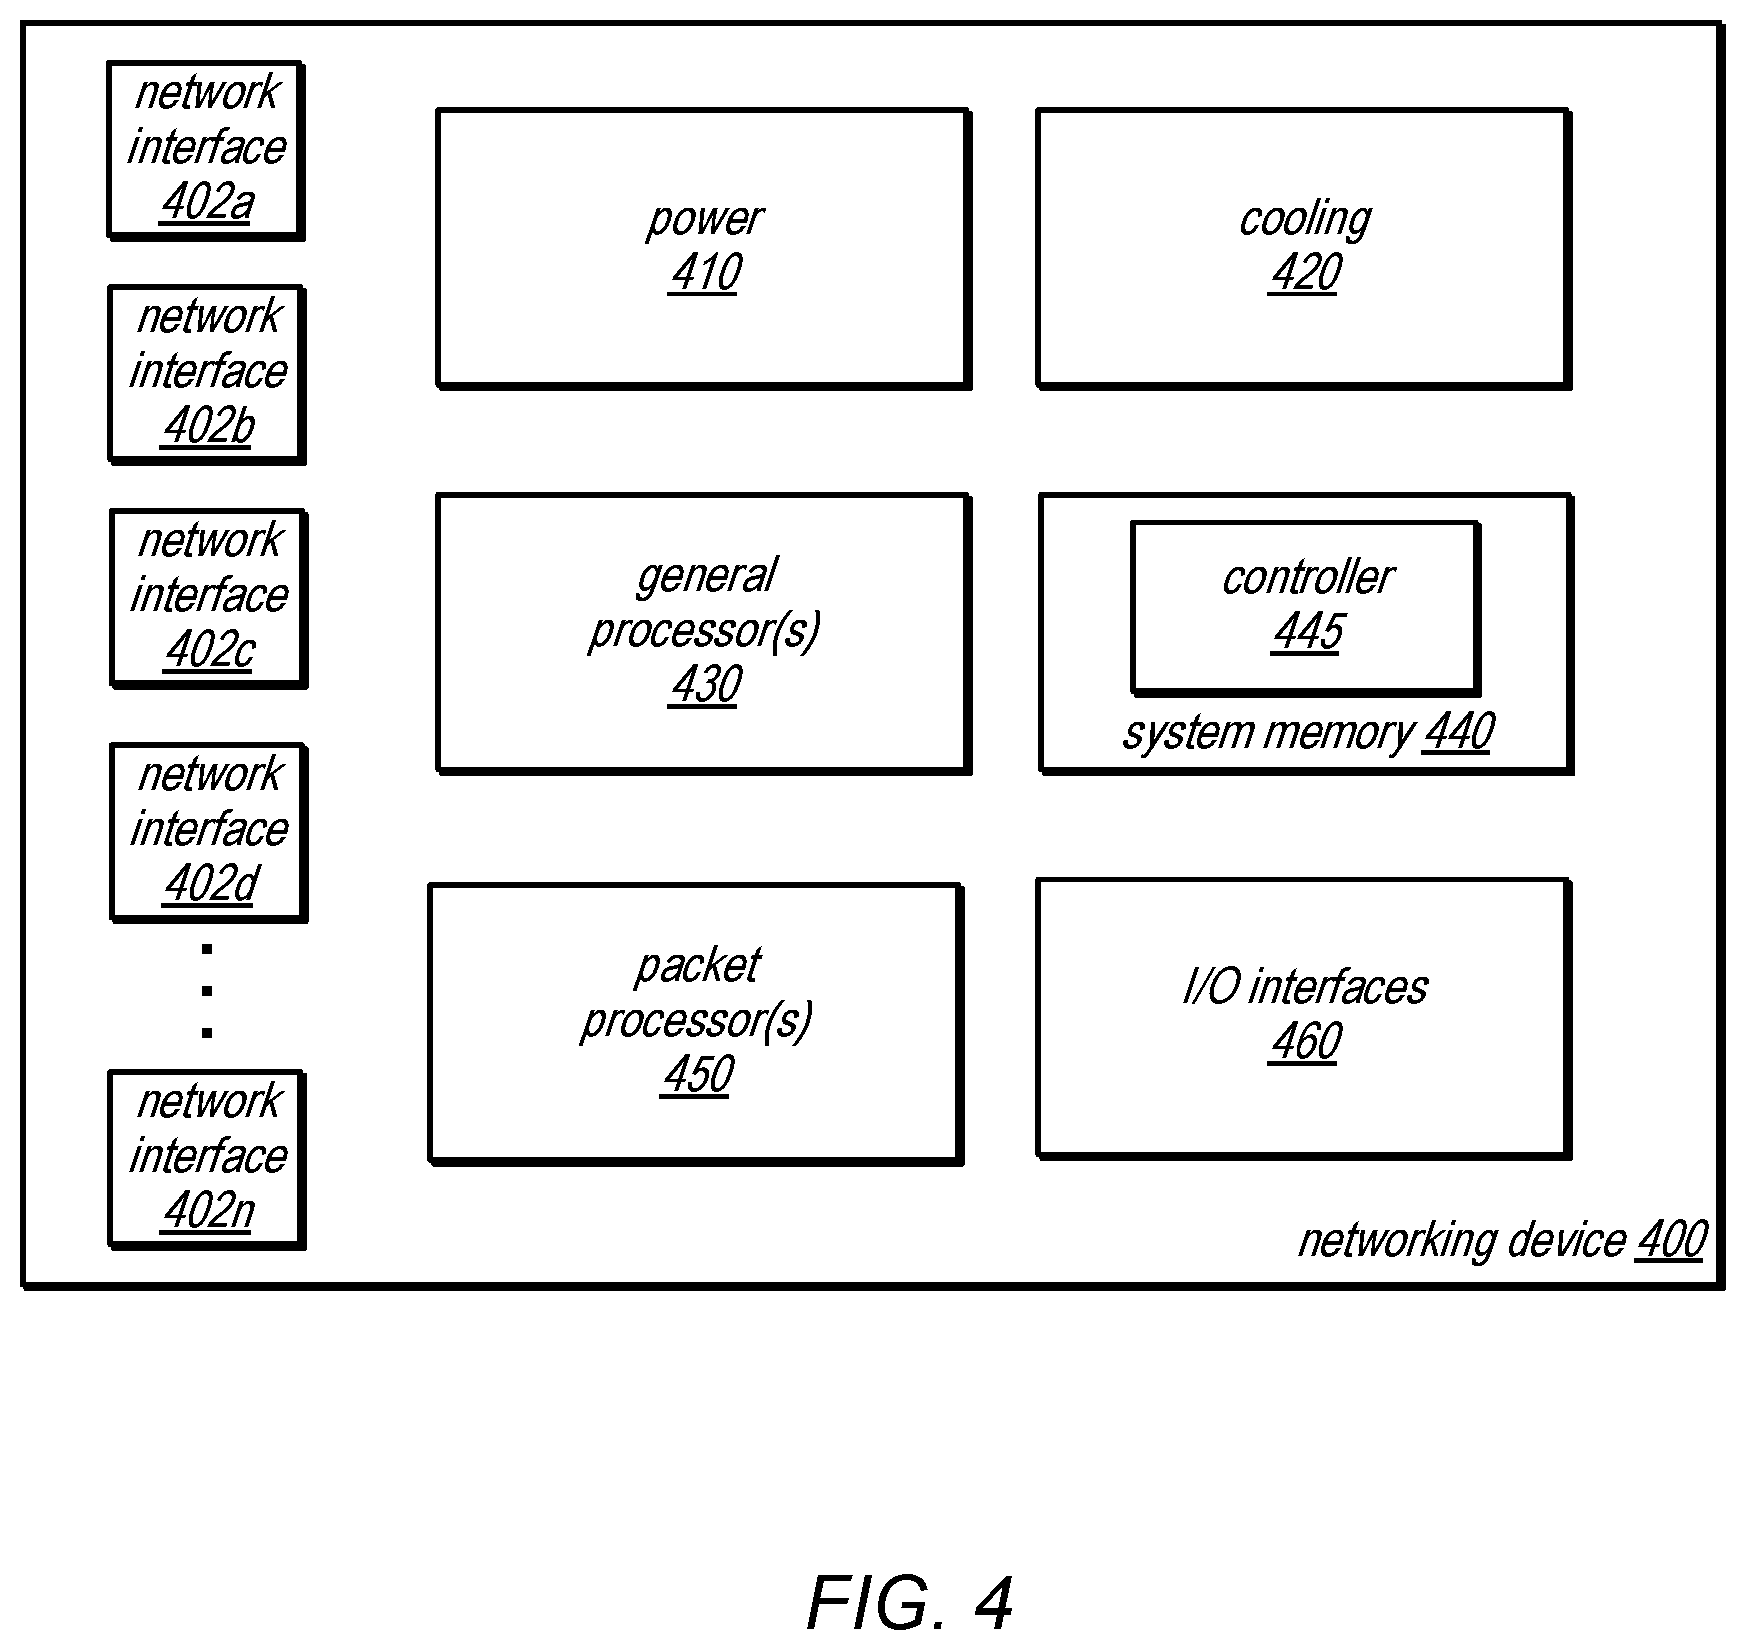 network
interface
402a
network
interface
402b
network
interface
402c
network
interface
402d
network
interface
402n
power
410
cooling
420
general
processor(s)
430
controller
445
system memory 440
packet
processor(s)
450
I/O interfaces
460
networking device 400
FIG. 4